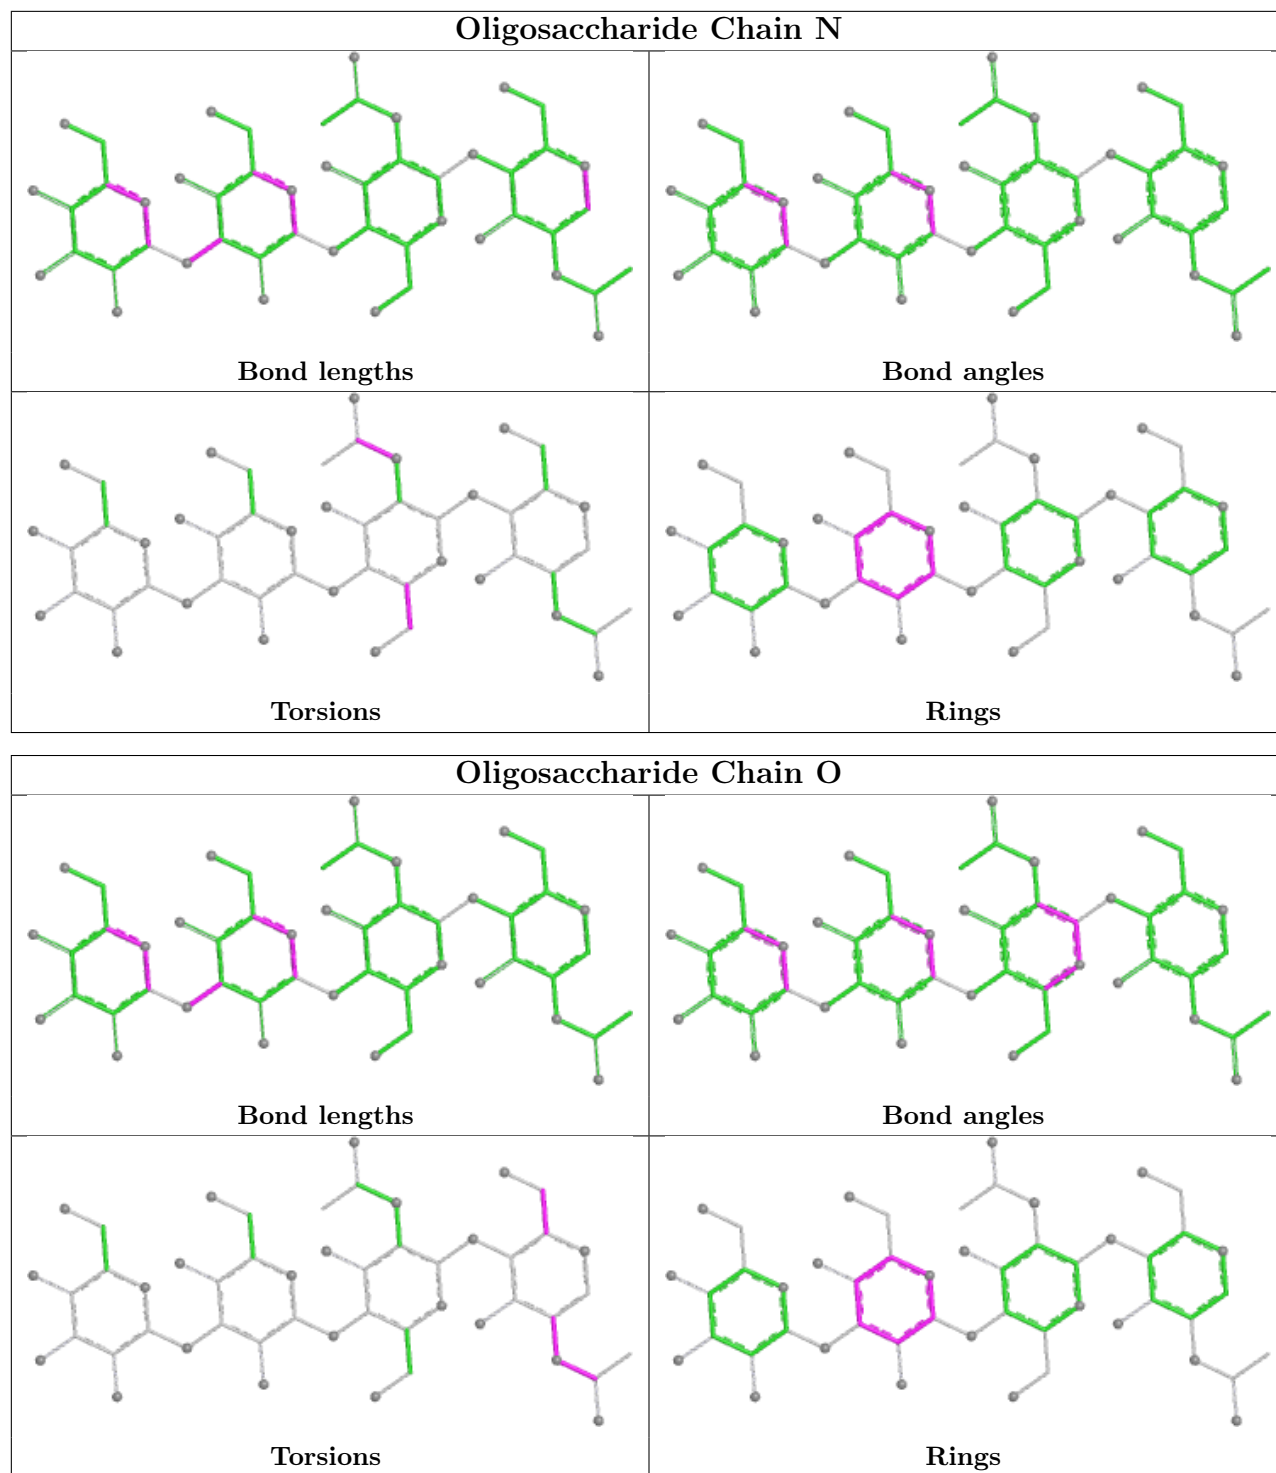 Oligosaccharide Chain N
Bond lengths
Bond angles
Torsions
Rings
Oligosaccharide Chain O
Bond lengths
Bond angles
Torsions
Rings